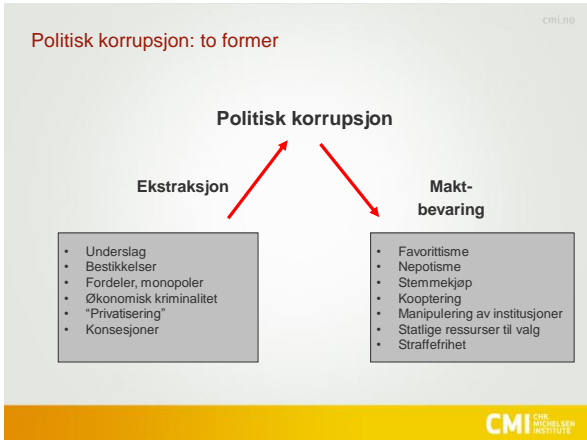 cmi.no
Politisk korrupsjon: to former
Politisk korrupsjon
Ekstraksjon
Makt-
bevaring
• Underslag
• Bestikkelser
• Fordeler, monopoler
• Økonomisk kriminalitet
• "Privatisering"
• Konsesjoner
• Favorittisme
• Nepotisme
• Stemmekjøp
• Kooptering
• Manipulering av institusjoner
• Statlige ressurser til valg
• Straffefrihet
CMI CHR.
MICHELSEN
INSTITUTE